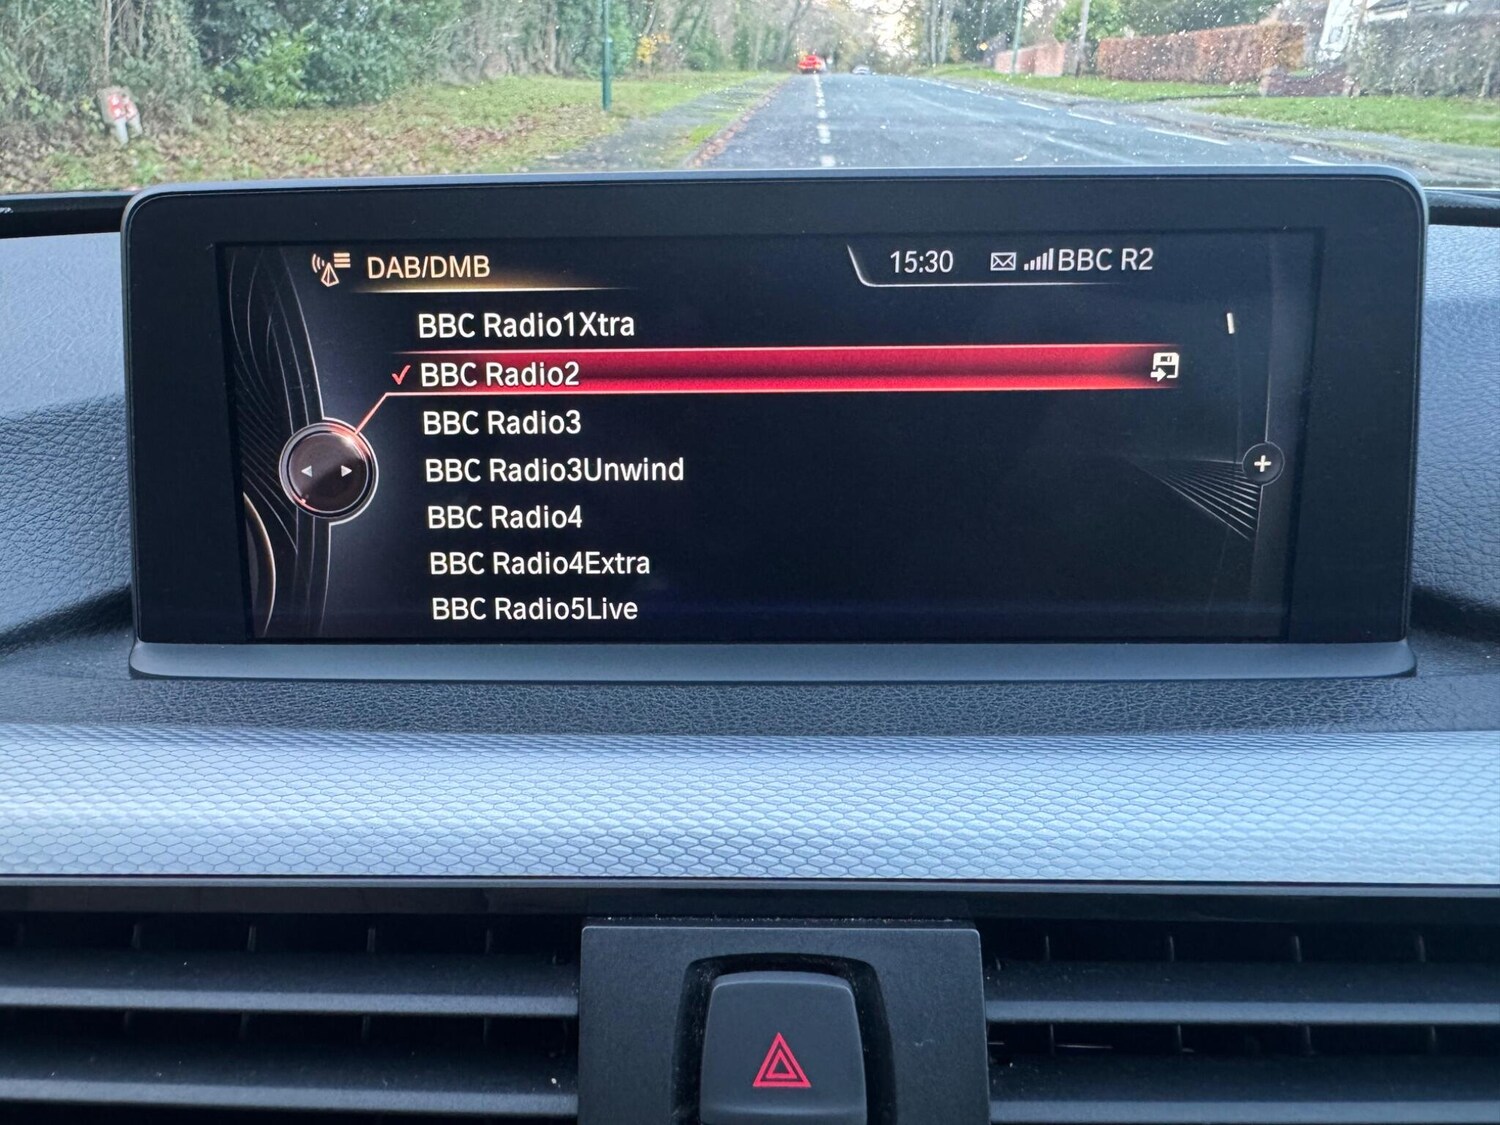 DAB/DMB
15:30 BBC R2
BBC Radio1Xtra
BBC Radio2
BBC Radio3
BBC Radio3Unwind
BBC Radio4
BBC Radio4Extra
BBC Radio5Live